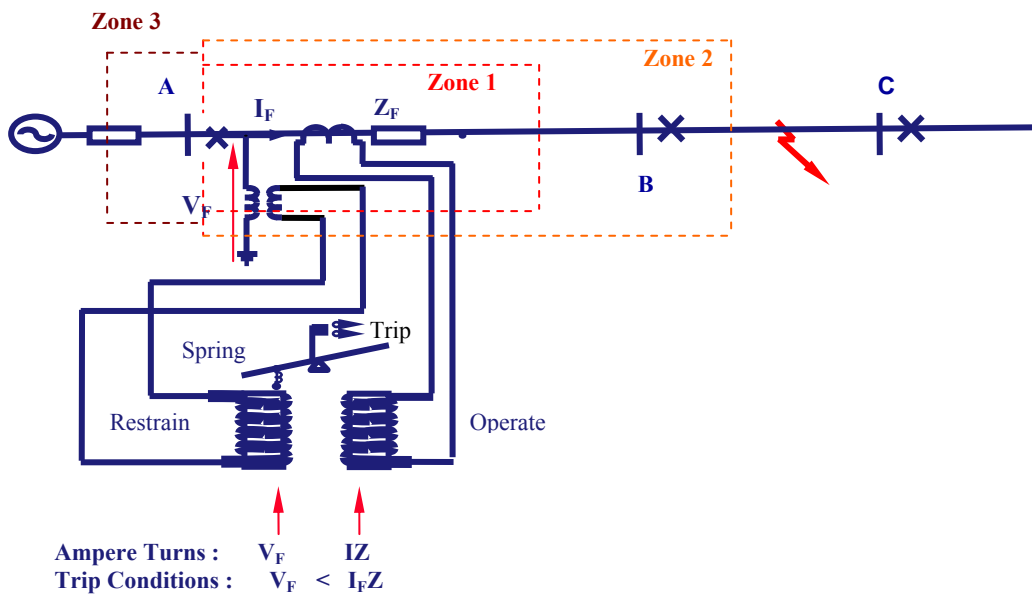 Zone 3
Zone 2
Zone 1
A
I_F
Z_F
C
B
V_F
Trip
Spring
Restrain
Operate
Ampere Turns : V_F IZ
Trip Conditions : V_F < I_FZ